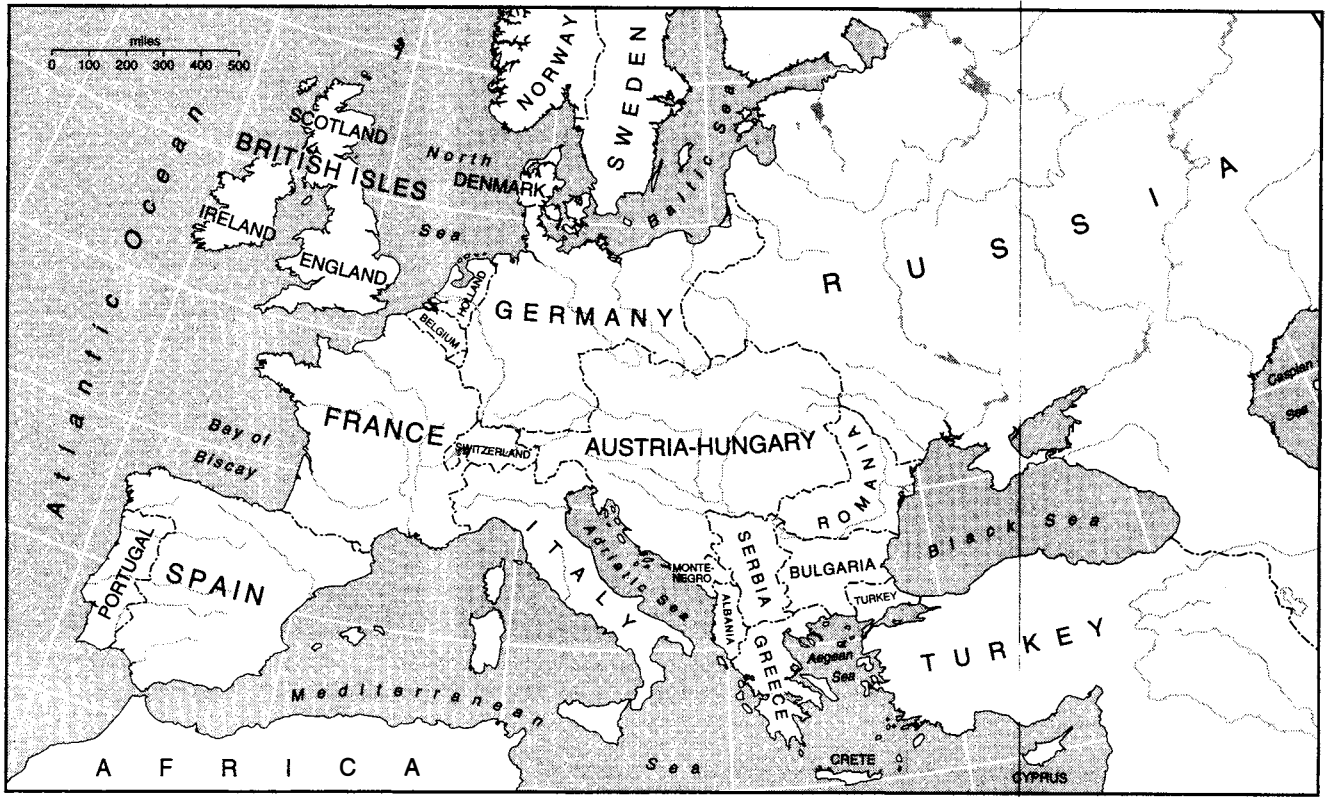 miles
0 100 200 300 400 500
NORWAY
SWEDEN
SCOTLAND
BRITISH ISLES
North
Sea
DENMARK
Baltic Sea
IRELAND
ENGLAND
Atlantic Ocean
RUSSIA
HOLLAND
BELGIUM
GERMANY
Caspian
Sea
FRANCE
Bay of
Biscay
SWITZERLAND
AUSTRIA-HUNGARY
ROMANIA
PORTUGAL
SPAIN
ITALY
Adriatic Sea
MONTE-
NEGRO
SERBIA
BULGARIA
Black Sea
ALBANIA
TURKEY
GREECE
Aegean
Sea
TURKEY
Mediterranean
Sea
AFRICA
CRETE
CYPRUS